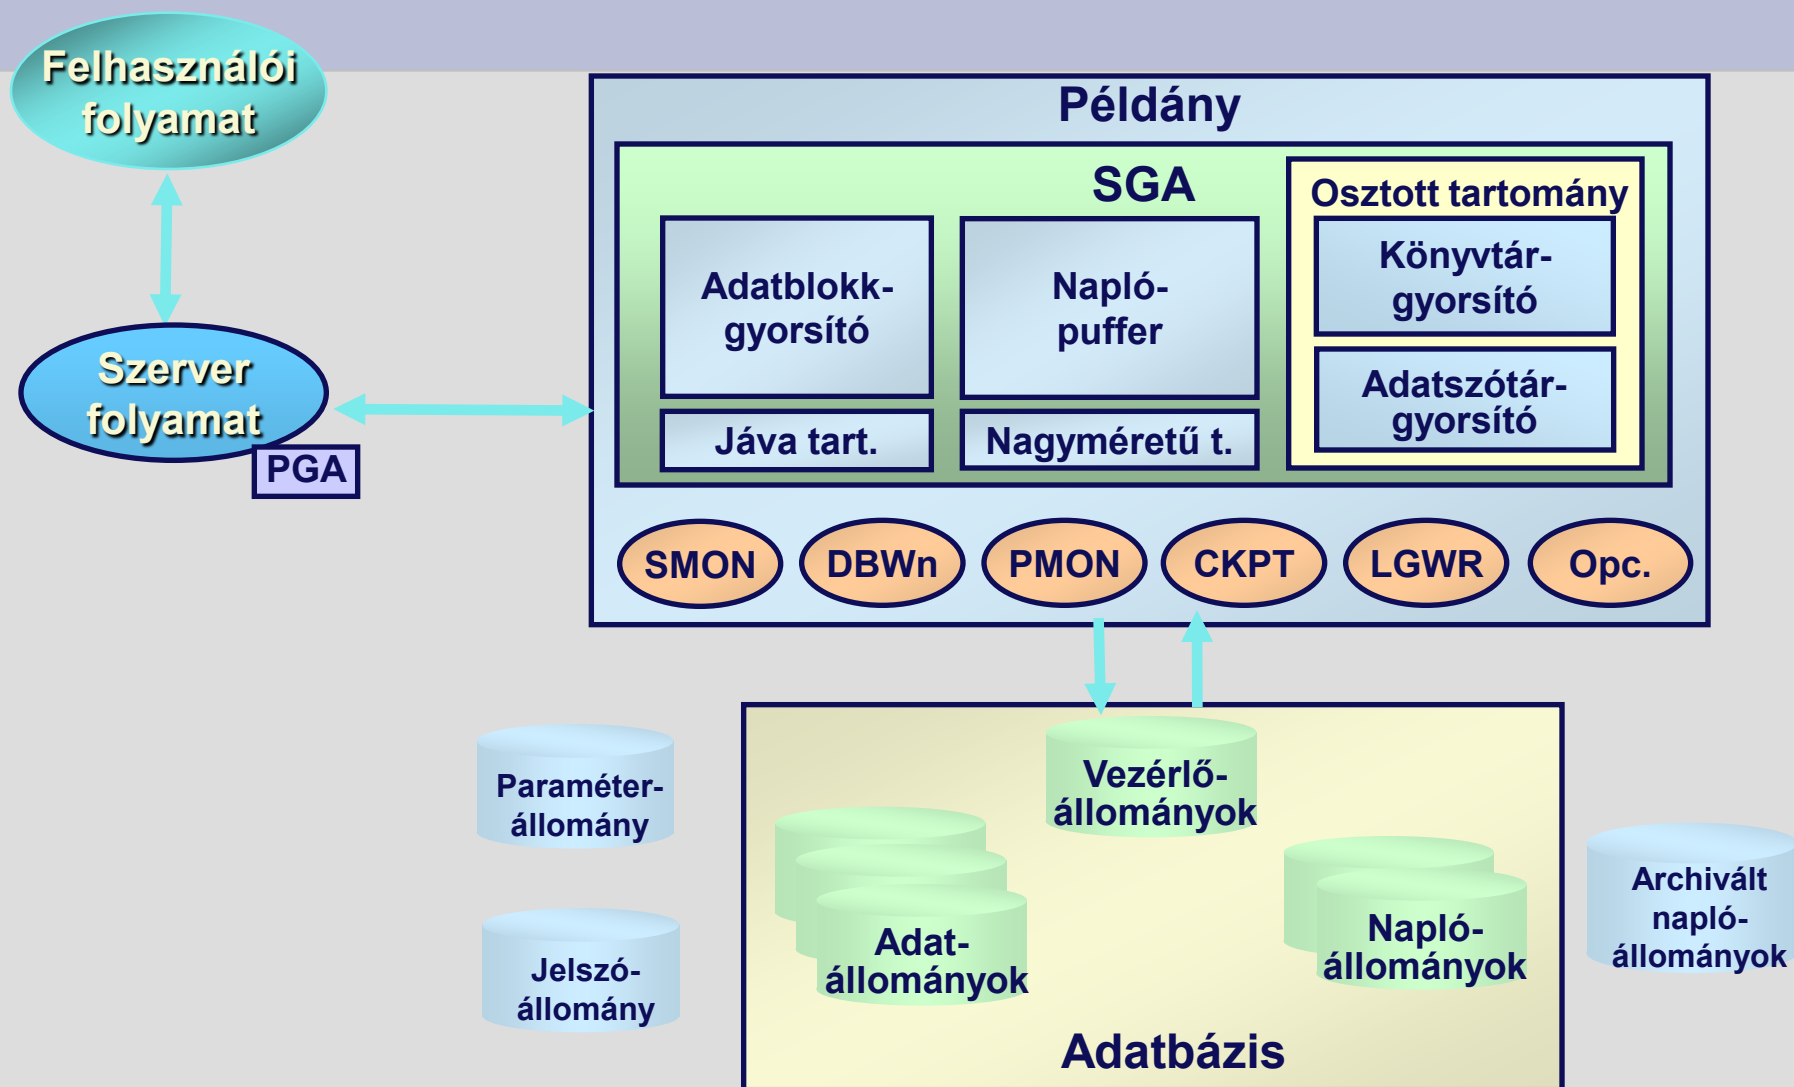 Felhasználói
folyamat
Szerver
folyamat
PGA
Példány
SGA
Adatblokk-
gyorsító
Napló-
puffer
Jáva tart.
Nagyméretű t.
Osztott tartomány
Könyvtár-
gyorsító
Adatszótár-
gyorsító
SMON
DBWn
PMON
CKPT
LGWR
Opc.
Paraméter-
állomány
Jelszó-
állomány
Vezérlő-
állományok
Adat-
állományok
Napló-
állományok
Adatbázis
Archivált
napló-
állományok